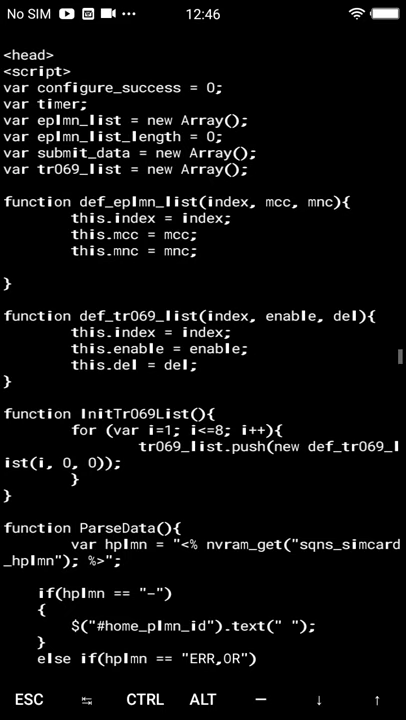 No SIM 12:46
<head>
<script>
var configure_success = 0;
var timer;
var eplmn_list = new Array();
var eplmn_list_length = 0;
var submit_data = new Array();
var tr069_list = new Array();
function def_eplmn_list(index, mcc, mnc){
this.index = index;
this.mcc = mcc;
this.mnc = mnc;
}
function def_tr069_list(index, enable, del){
this.index = index;
this.enable = enable;
this.del = del;
}
function InitTr069List(){
for (var i=1; i<=8; i++){
tr069_list.push(new def_tr069_l
ist(i, 0, 0));
}
}
function ParseData(){
var hplmn = "<% nvram_get("sqns_simcard
_hplmn"); %>";
if(hplmn == "-")
{
$("#home_plmn_id").text(" ");
}
else if(hplmn == "ERR,OR")
ESC ↹ CTRL ALT — ↓ ↑